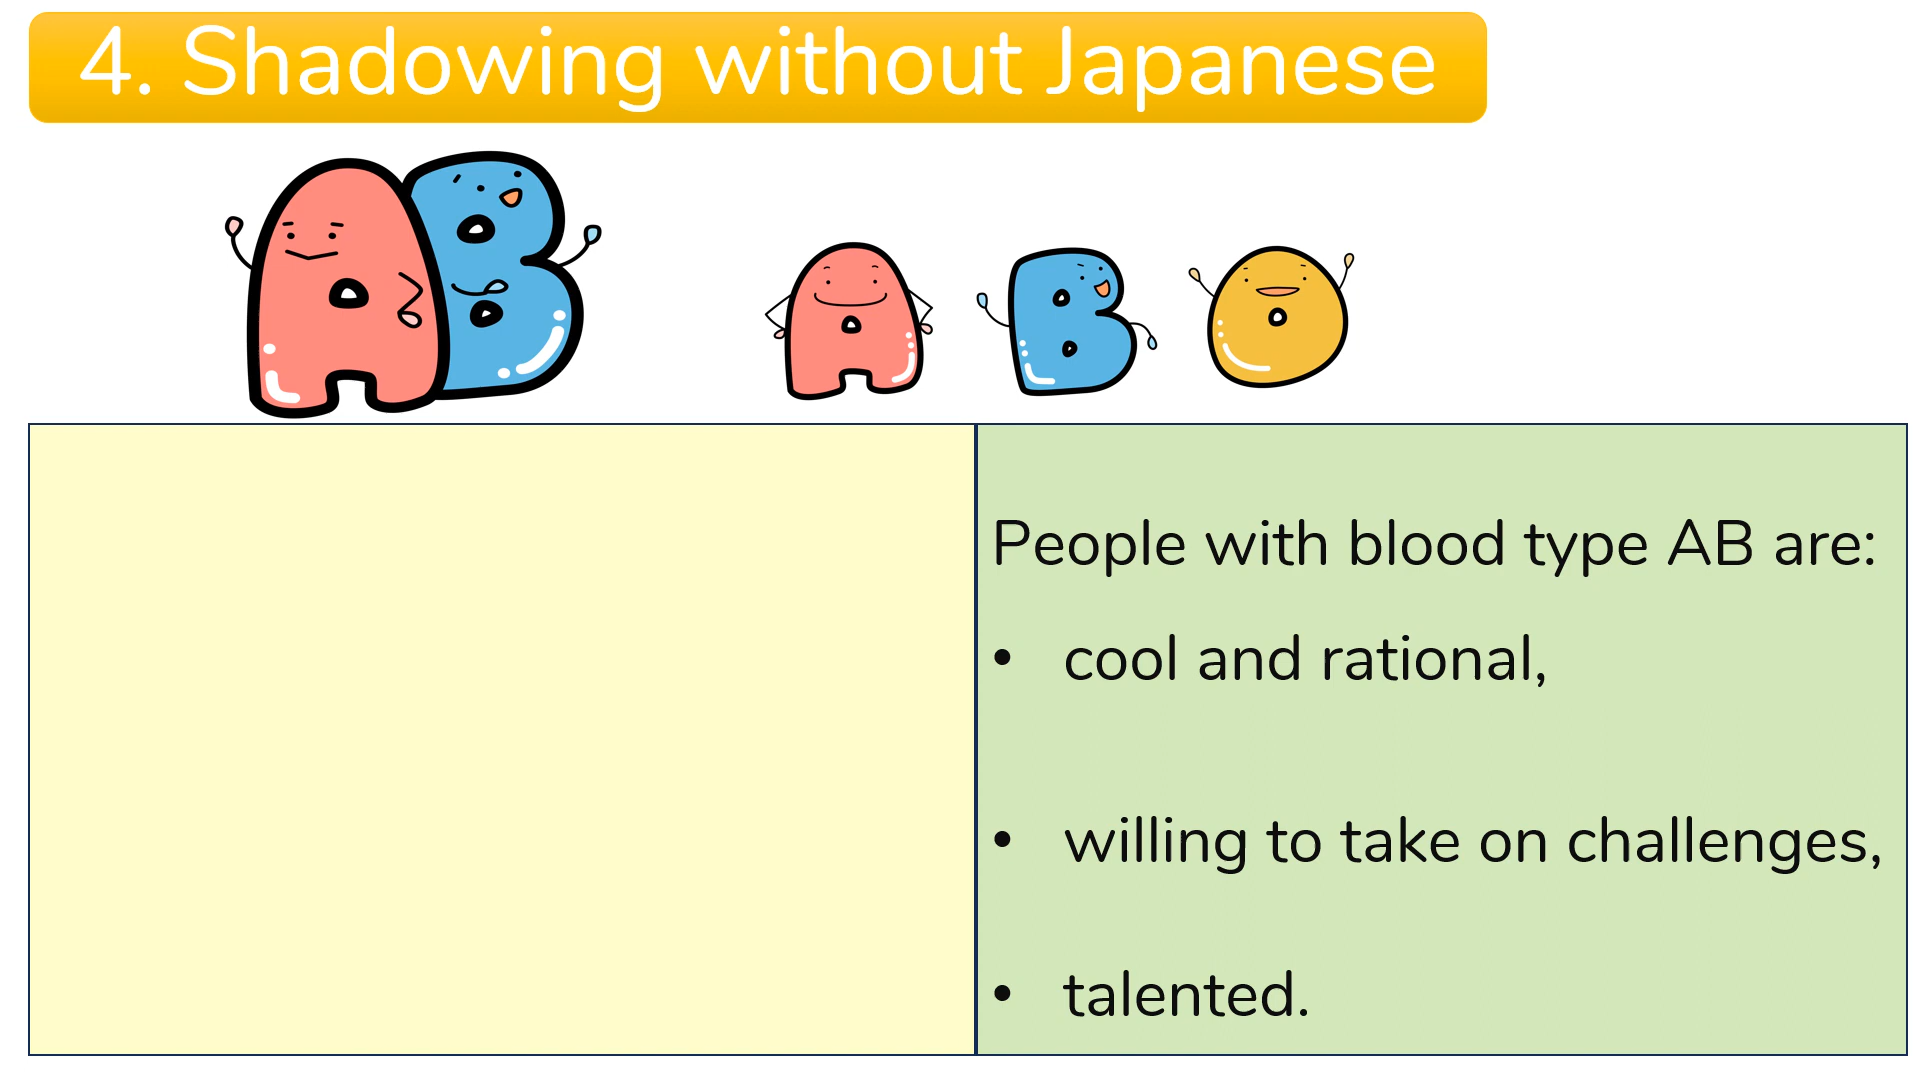 4. Shadowing without Japanese
People with blood type AB are:
• cool and rational,
• willing to take on challenges,
• talented.